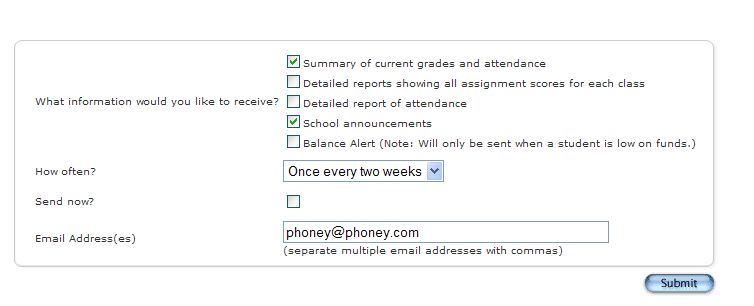 Summary of current grades and attendance
Detailed reports showing all assignment scores for each class
What information would you like to receive?
Detailed report of attendance
School announcements
Balance Alert (Note: Will only be sent when a student is low on funds.)
How often?
Once every two weeks
Send now?
Email Address(es)
phoney@phoney.com
(separate multiple email addresses with commas)
Submit